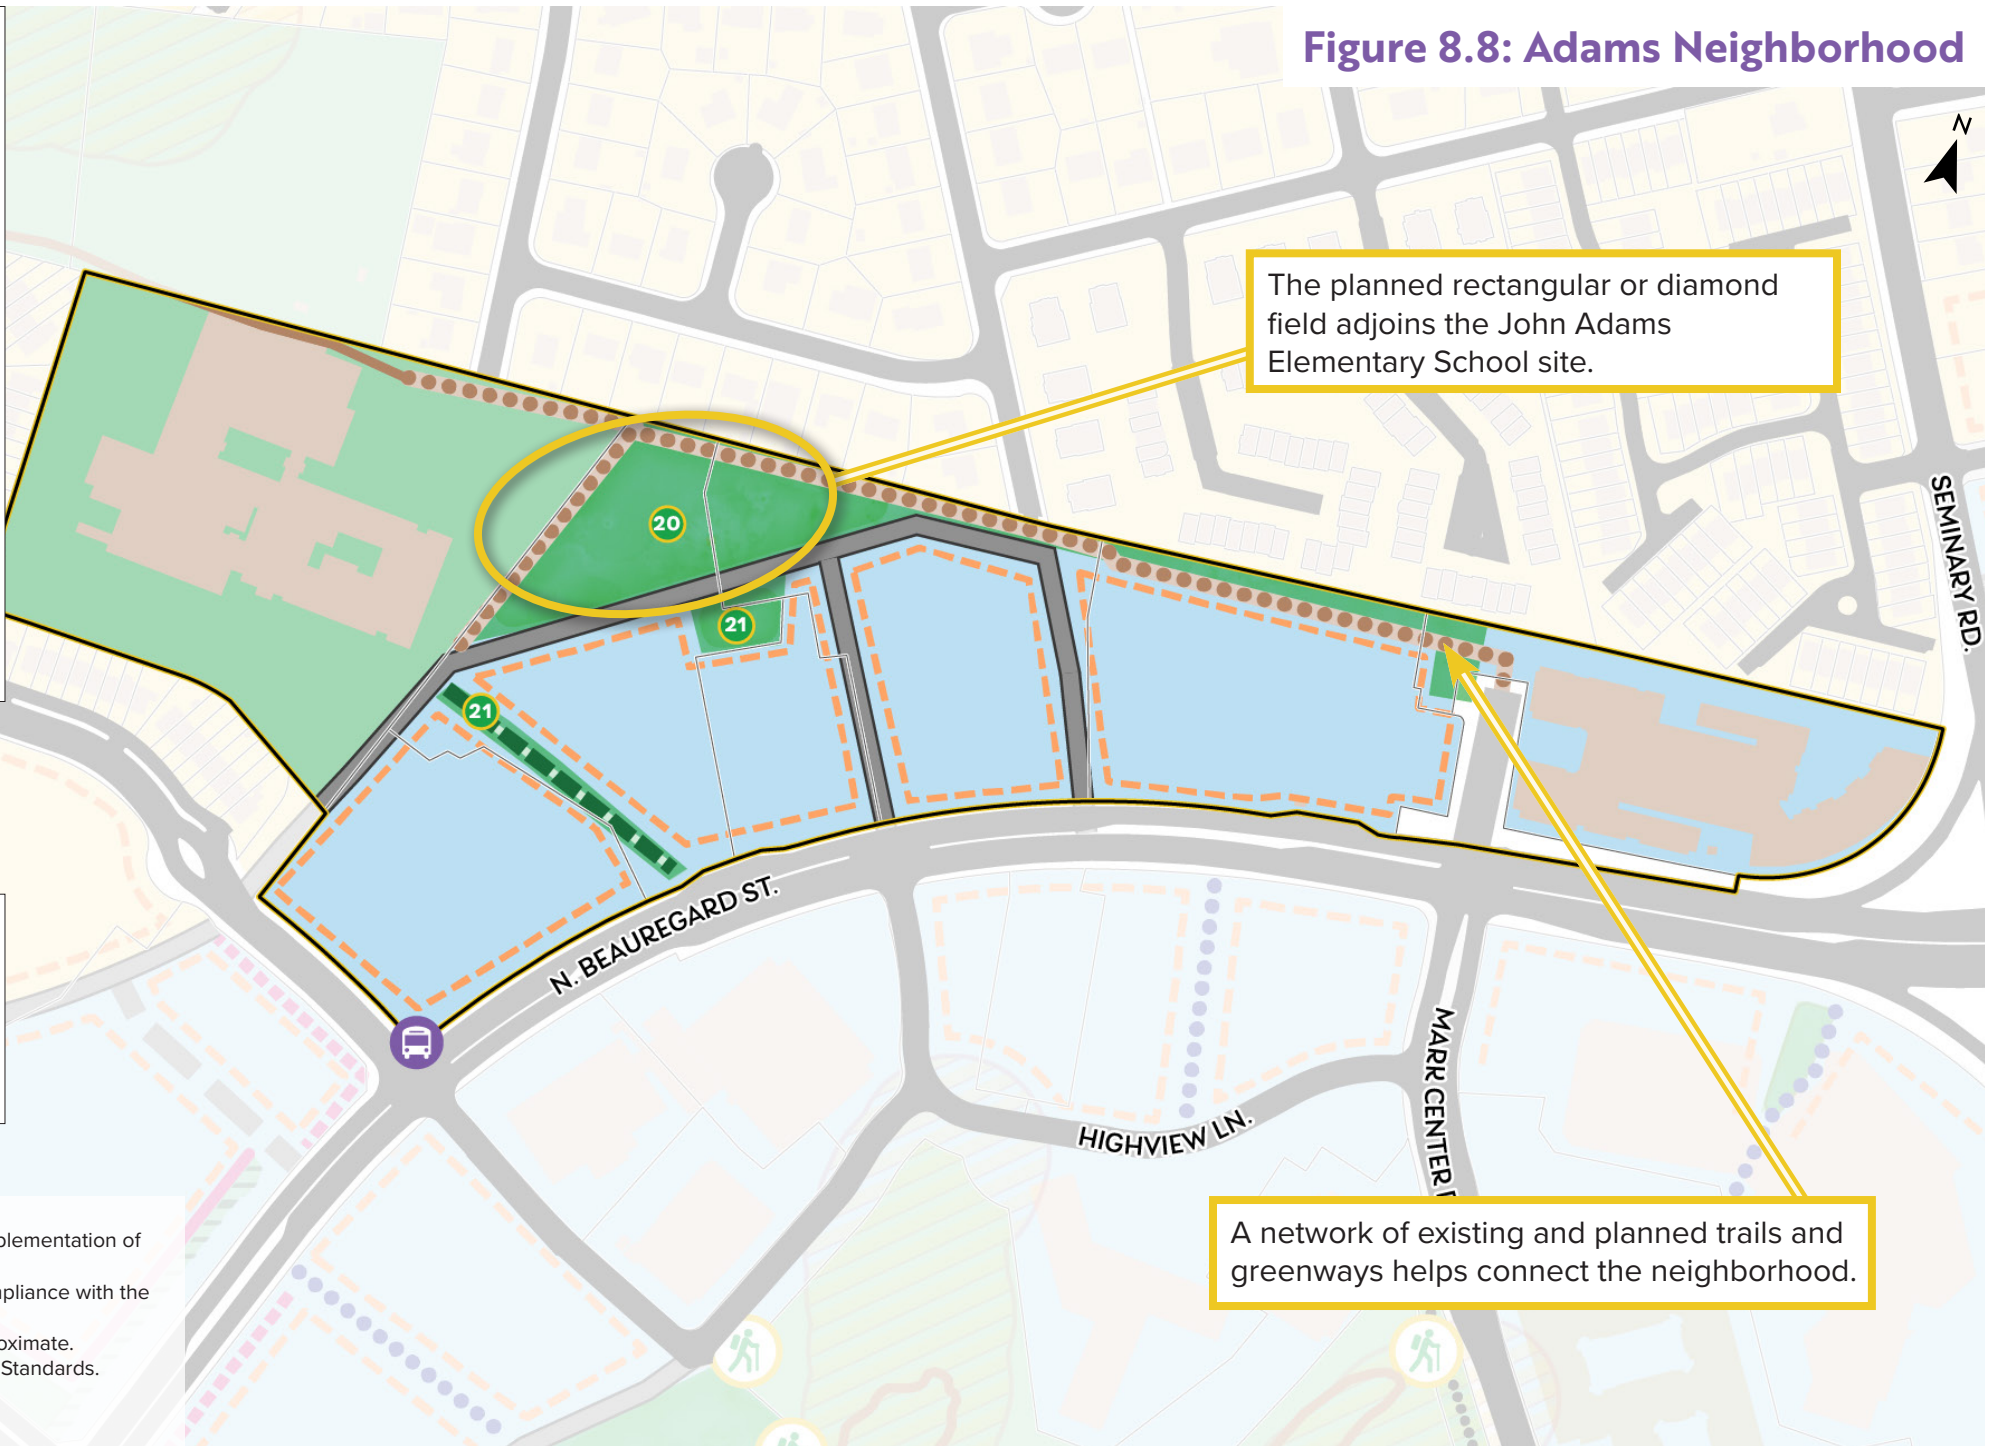 Figure 8.8: Adams Neighborhood
N
The planned rectangular or diamond
field adjoins the John Adams
Elementary School site.
SEMINARY RD.
20
21
21
N. BEAUREGARD ST.
MARK CENTER
HIGHVIEW LN.
A network of existing and planned trails and
greenways helps connect the neighborhood.
plementation of
pliance with the
oximate.
Standards.